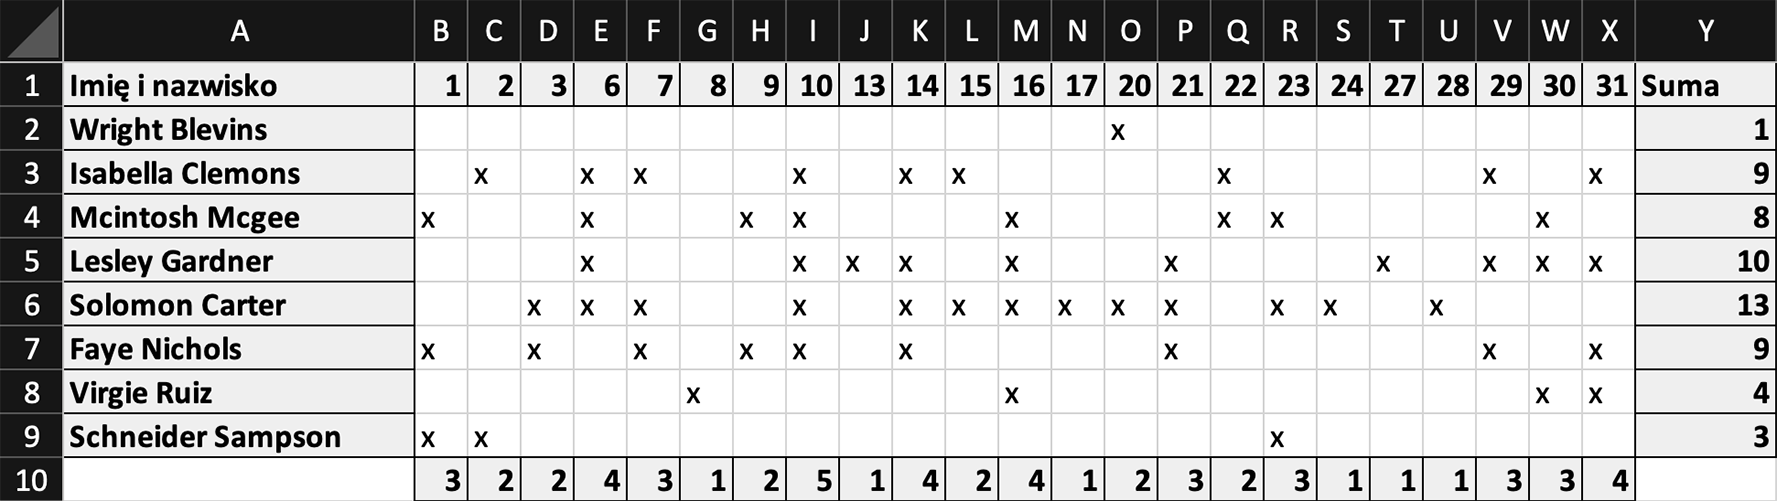 A B C D E F G H I J K L M N O P Q R S T U V W X Y
1 Imię i nazwisko 1 2 3 6 7 8 9 10 13 14 15 16 17 20 21 22 23 24 27 28 29 30 31 Suma
2 Wright Blevins x 1
3 Isabella Clemons x x x x x x x x x 9
4 Mcintosh Mcgee x x x x x x x x 8
5 Lesley Gardner x x x x x x x x x x 10
6 Solomon Carter x x x x x x x x x x x x x 13
7 Faye Nichols x x x x x x x x x 9
8 Virgie Ruiz x x x x 4
9 Schneider Sampson x x x 3
10 3 2 2 4 3 1 2 5 1 4 2 4 1 2 3 2 3 1 1 1 3 3 4